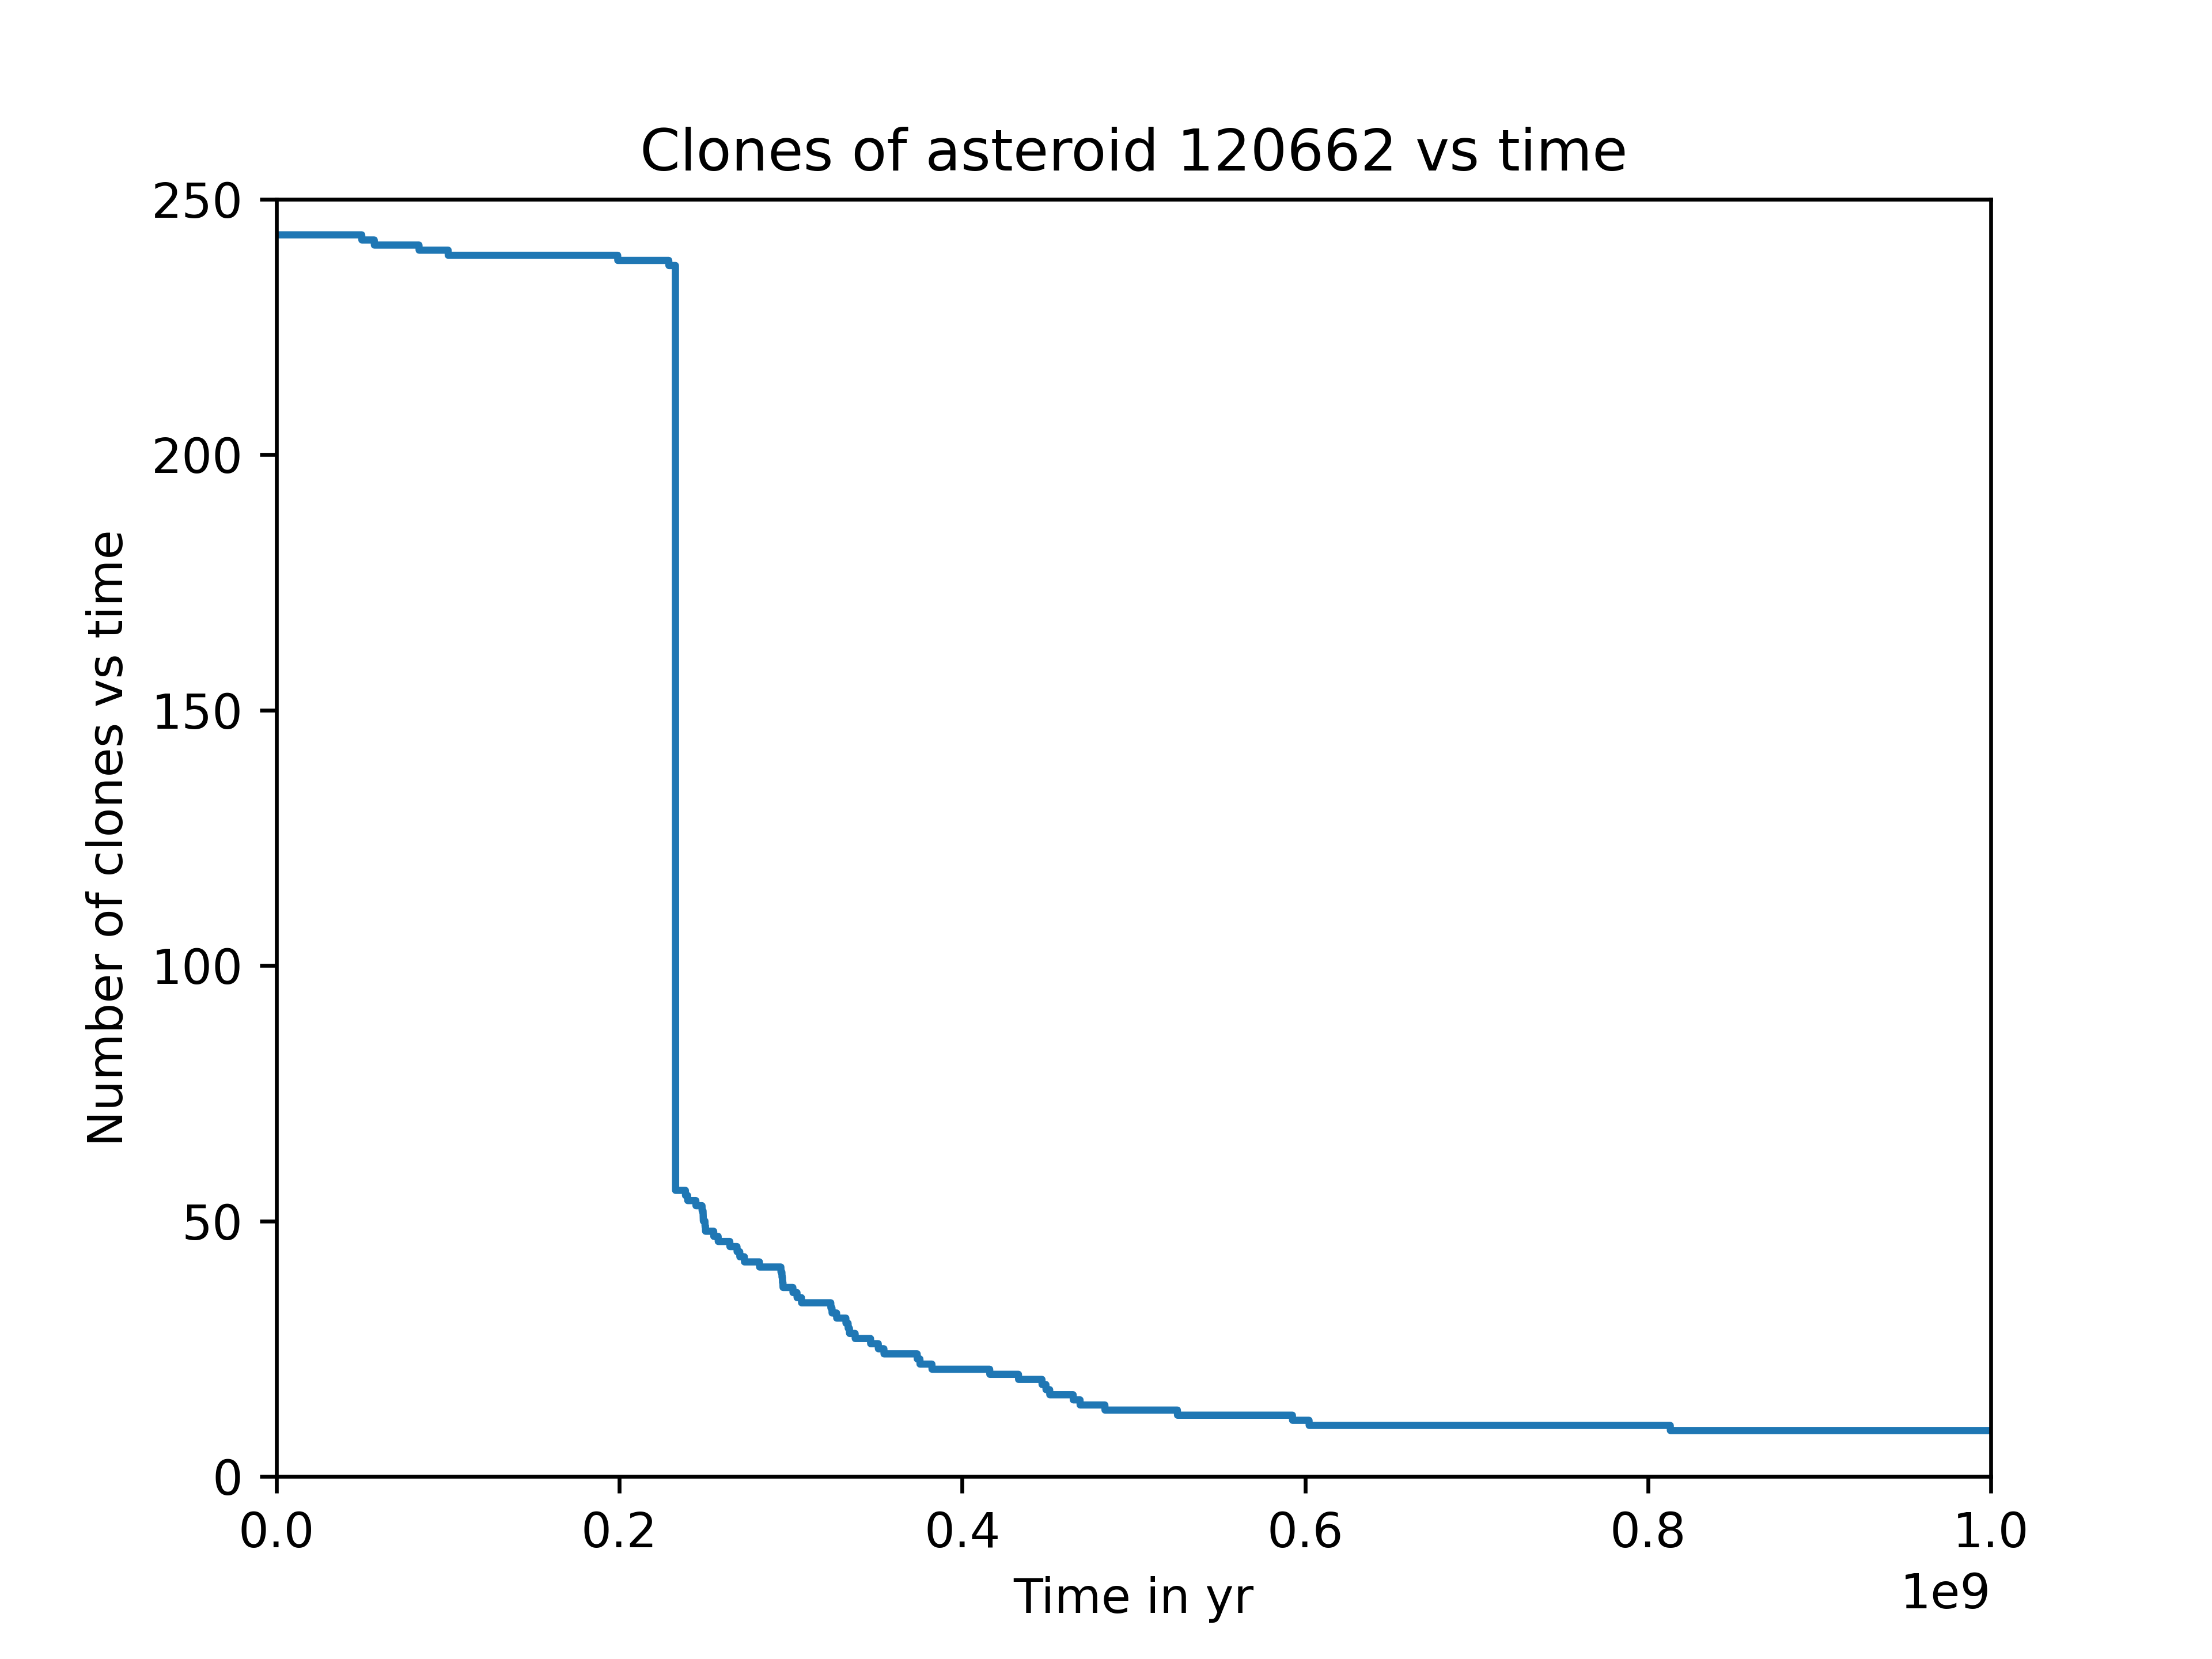 Clones of asteroid 120662 vs time
250
200
150
100
50
0
Number of clones vs time
0.0 0.2 0.4 0.6 0.8 1.0
1e9
Time in yr